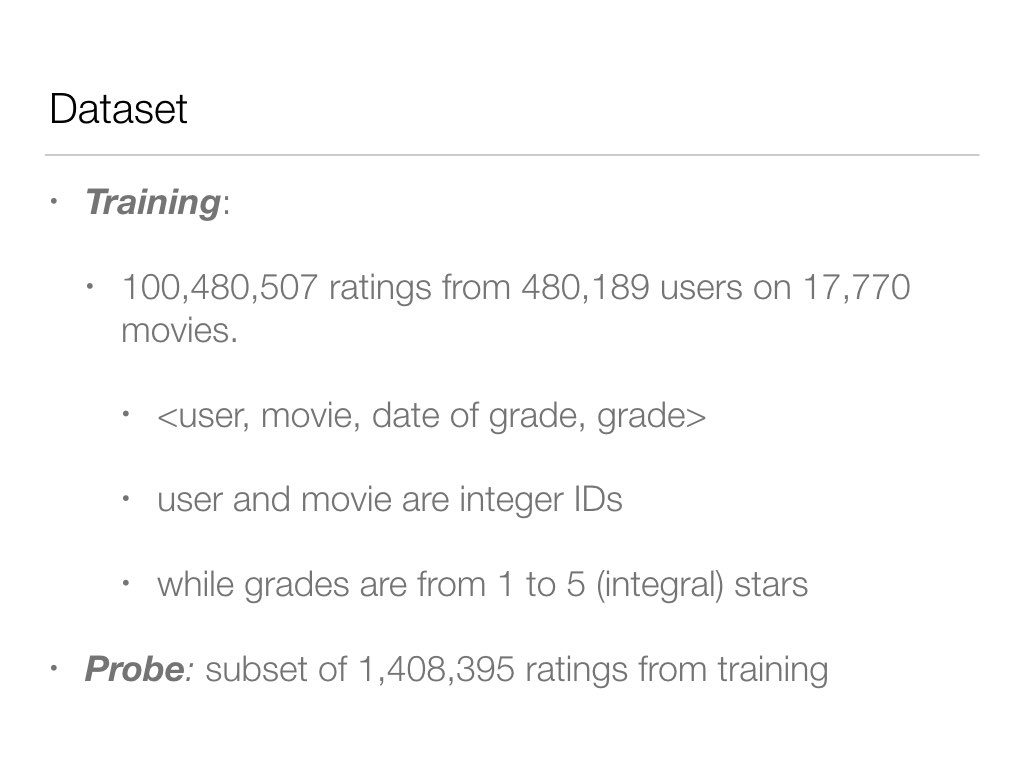 Dataset
• Training:
• 100,480,507 ratings from 480,189 users on 17,770
movies.
• <user, movie, date of grade, grade>
• user and movie are integer IDs
• while grades are from 1 to 5 (integral) stars
• Probe: subset of 1,408,395 ratings from training